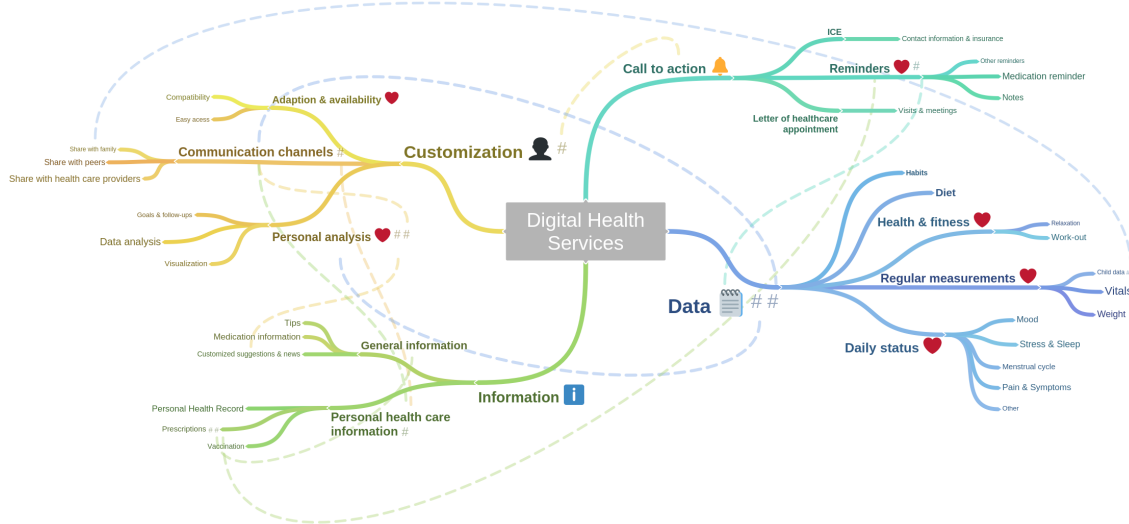 Digital Health
Services
Call to action
ICE
Contact information & insurance
Reminders #
Other reminders
Medication reminder
Notes
Letter of healthcare
appointment
Visits & meetings
Customization #
Adaption & availability
Compatibility
Easy acess
Communication channels #
Share with family
Share with peers
Share with health care providers
Personal analysis # #
Goals & follow-ups
Data analysis
Visualization
Data # #
Habits
Diet
Health & fitness
Relaxation
Work-out
Regular measurements
Child data
Vitals
Weight
Daily status
Mood
Stress & Sleep
Menstrual cycle
Pain & Symptoms
Other
Information i
General information
Tips
Medication information
Customized suggestions & news
Personal health care
information #
Personal Health Record
Prescriptions # #
Vaccination